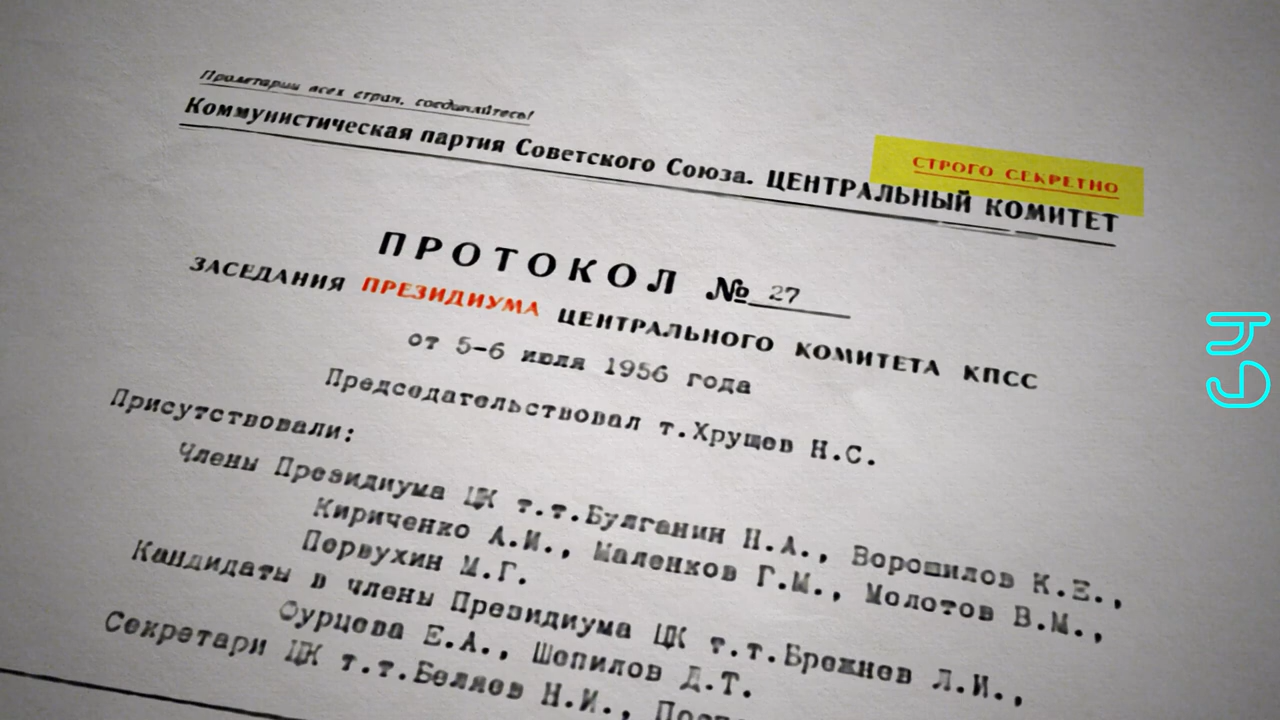 Пролетарии всех стран, соединяйтесь!
Коммунистическая партия Советского Союза. ЦЕНТРАЛЬНЫЙ КОМИТЕТ
СТРОГО СЕКРЕТНО
ПРОТОКОЛ № 27
ЗАСЕДАНИЯ ПРЕЗИДИУМА ЦЕНТРАЛЬНОГО КОМИТЕТА КПСС
от 5-6 июля 1956 года
Председательствовал т.Хрущев Н.С.
Присутствовали:
Члены Президиума ЦК т.т.Булганин Н.А., Ворошилов К.Е.,
Кириченко А.И., Маленков Г.М., Молотов В.М.,
Первухин М.Г.
Кандидаты в члены Президиума ЦК т.т.Брежнев Л.И.,
Фурцева Е.А., Шепилов Д.Т.
Секретари ЦК т.т.Беляев Н.И.,